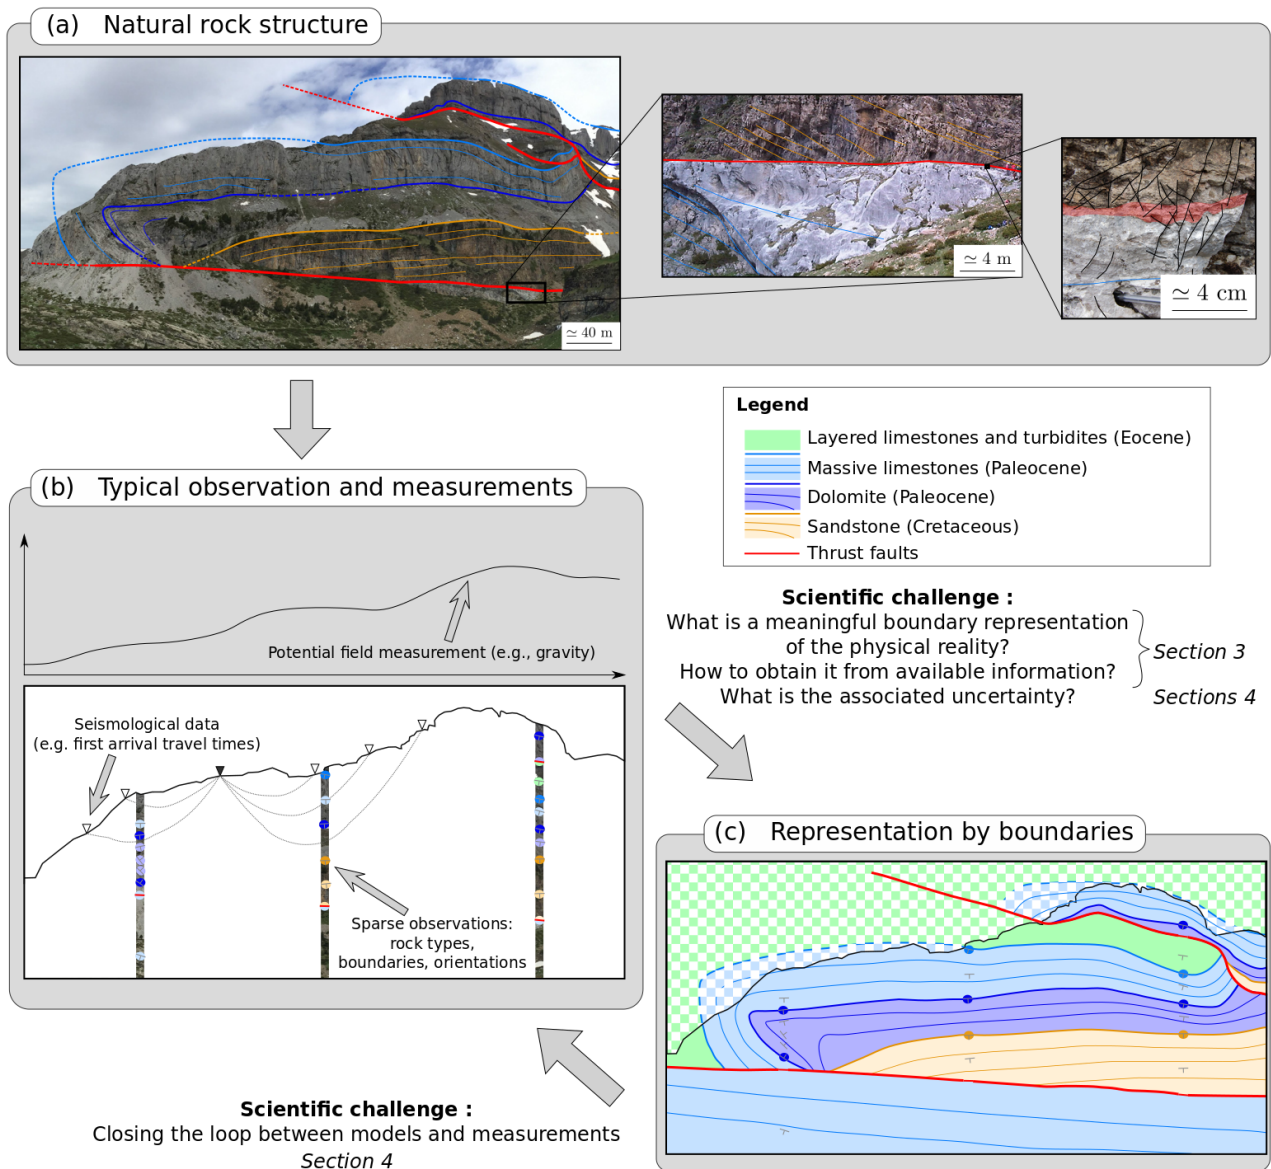 (a) Natural rock structure
≃ 40 m
≃ 4 m
≃ 4 cm
Legend
Layered limestones and turbidites (Eocene)
Massive limestones (Paleocene)
Dolomite (Paleocene)
Sandstone (Cretaceous)
Thrust faults
(b) Typical observation and measurements
Potential field measurement (e.g., gravity)
Seismological data
(e.g. first arrival travel times)
Sparse observations:
rock types,
boundaries, orientations
Scientific challenge :
What is a meaningful boundary representation
of the physical reality?
How to obtain it from available information?
Section 3
What is the associated uncertainty?
Sections 4
(c) Representation by boundaries
Scientific challenge :
Closing the loop between models and measurements
Section 4